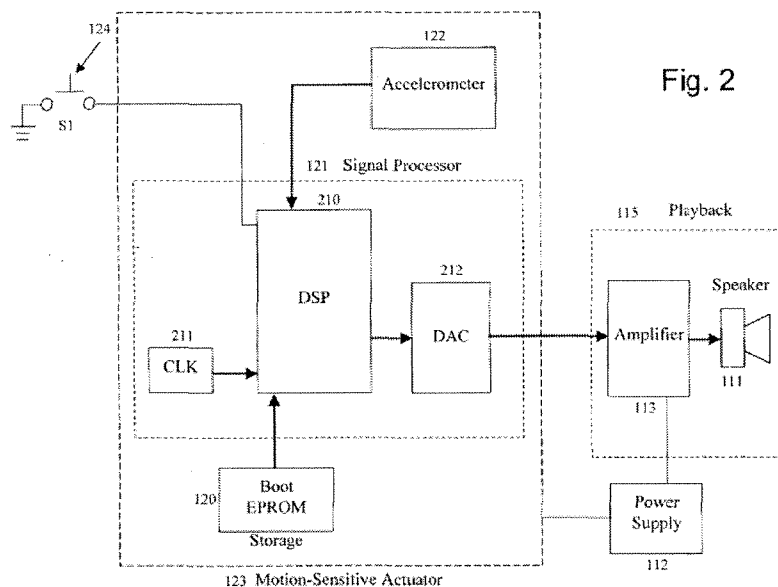 124
S1
122
Accelerometer
Fig. 2
121 Signal Processor
210
DSP
212
DAC
211
CLK
115 Playback
Speaker
Amplifier
111
113
120
Boot
EPROM
Storage
Power
Supply
112
123 Motion-Sensitive Actuator